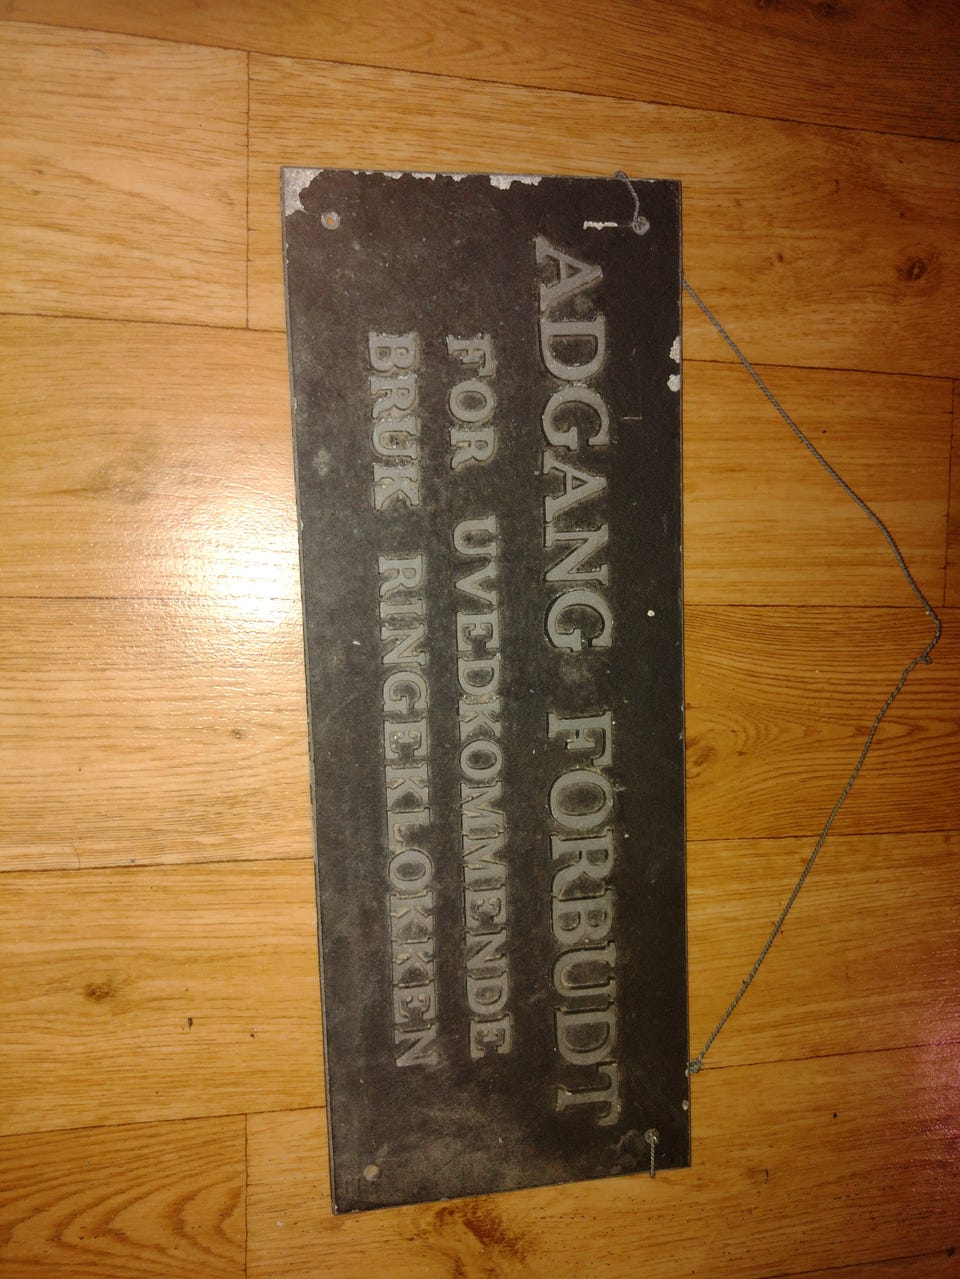 ADGANG FORBUDT
FOR UVEDKOMMENDE
BRUK RINGEKLOKKEN